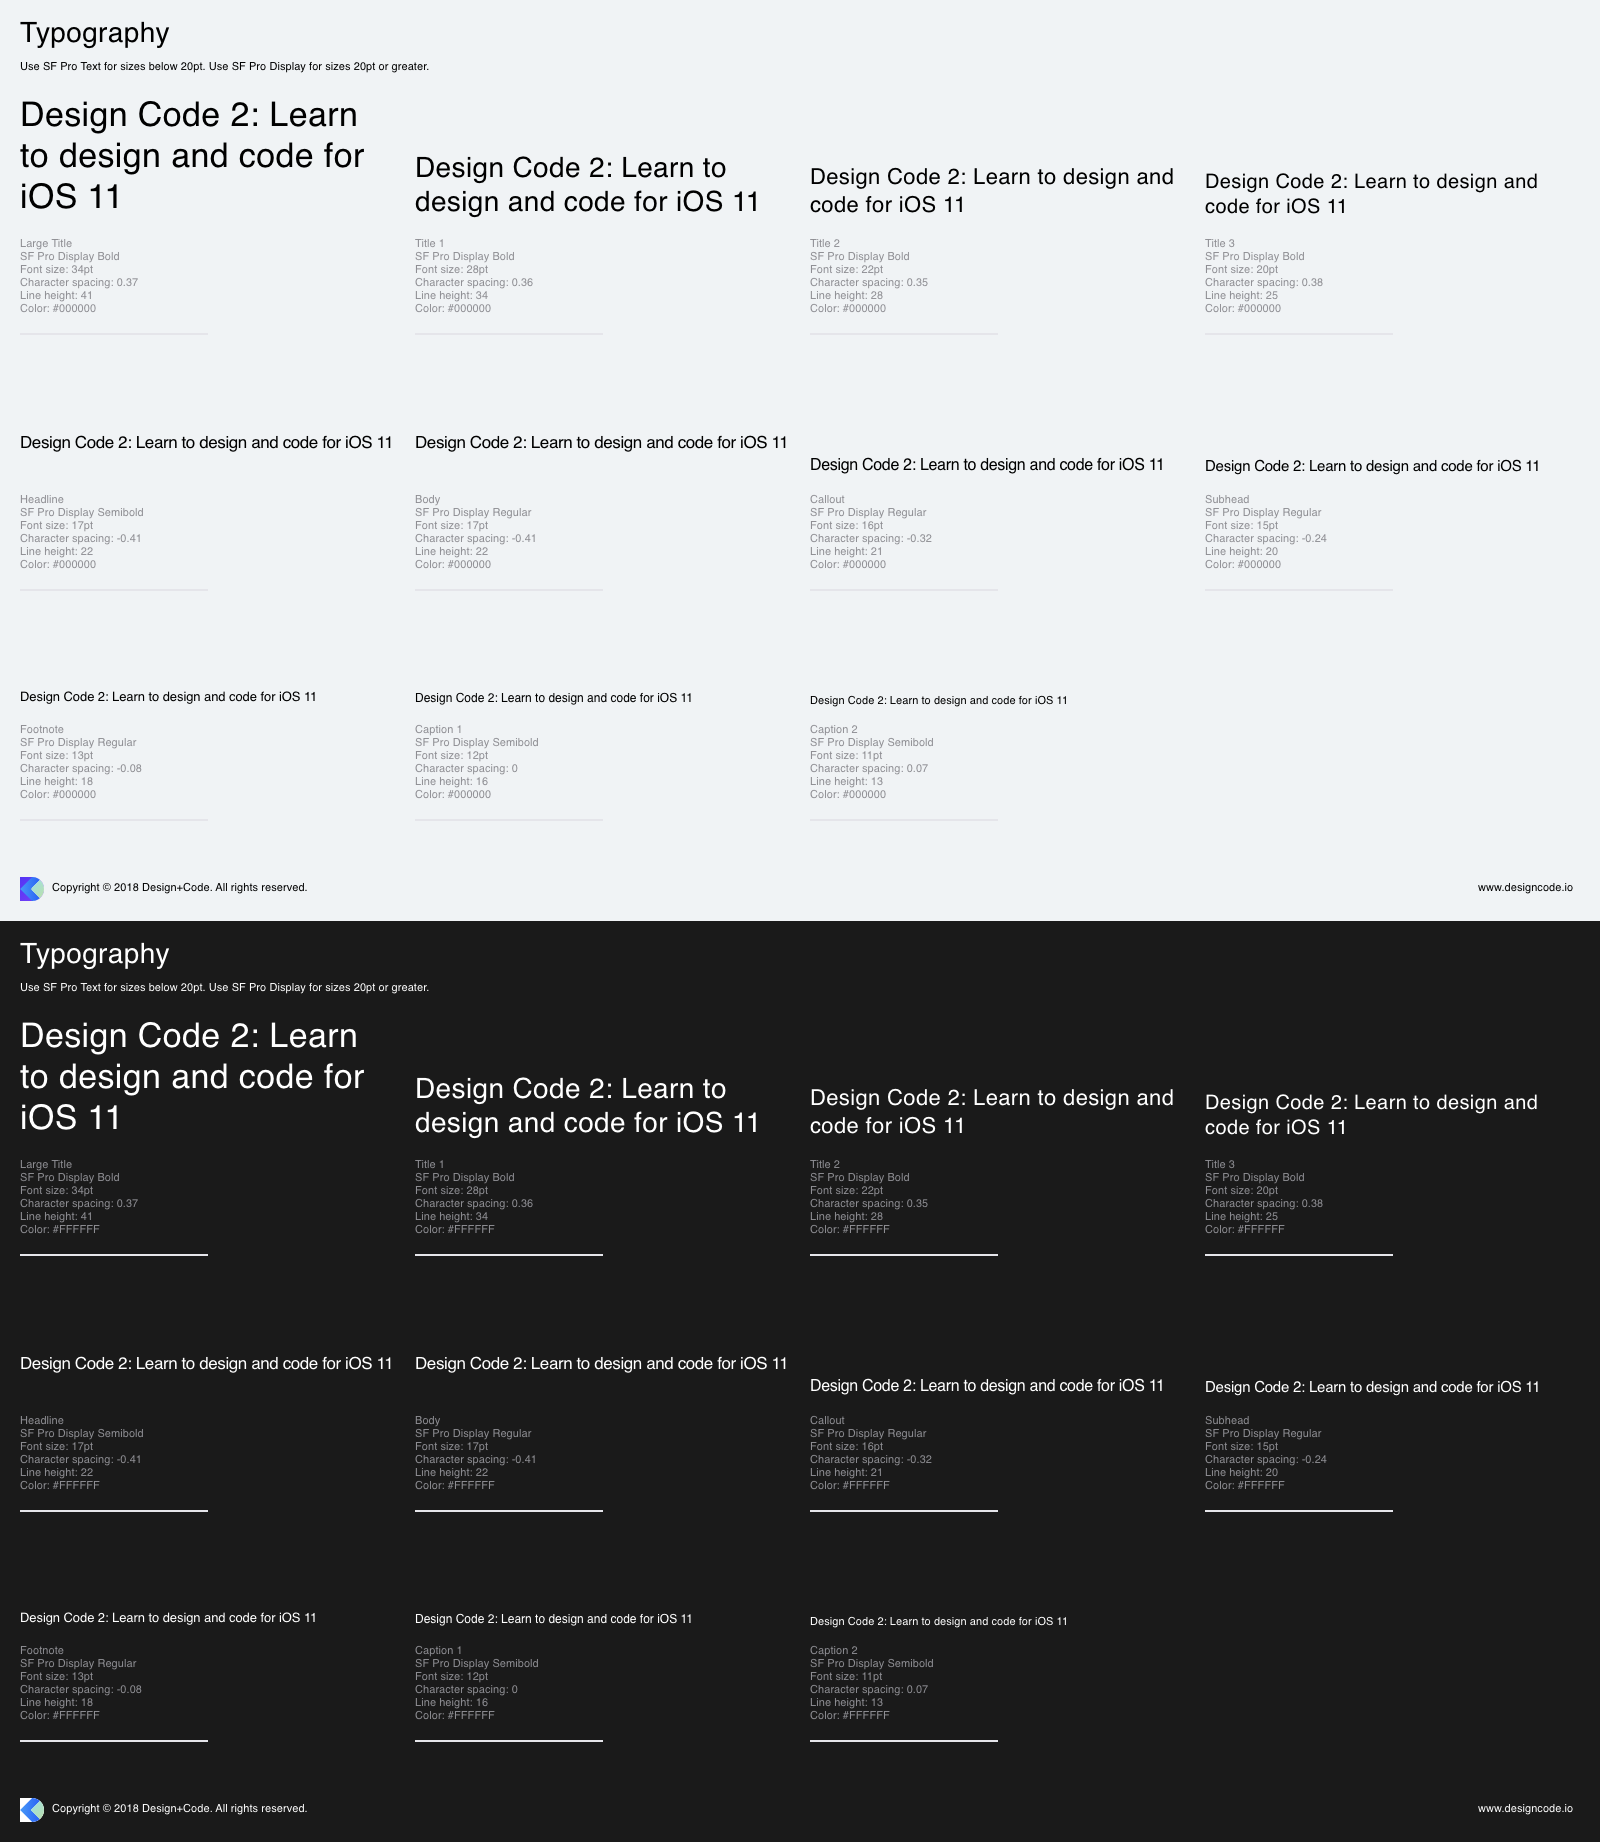 Typography
Use SF Pro Text for sizes below 20pt. Use SF Pro Display for sizes 20pt or greater.
Design Code 2: Learn
to design and code for
iOS 11
Large Title
SF Pro Display Bold
Font size: 34pt
Character spacing: 0.37
Line height: 41
Color: #000000
Design Code 2: Learn to
design and code for iOS 11
Title 1
SF Pro Display Bold
Font size: 28pt
Character spacing: 0.36
Line height: 34
Color: #000000
Design Code 2: Learn to design and
code for iOS 11
Title 2
SF Pro Display Bold
Font size: 22pt
Character spacing: 0.35
Line height: 28
Color: #000000
Design Code 2: Learn to design and
code for iOS 11
Title 3
SF Pro Display Bold
Font size: 20pt
Character spacing: 0.38
Line height: 25
Color: #000000
Design Code 2: Learn to design and code for iOS 11
Headline
SF Pro Display Semibold
Font size: 17pt
Character spacing: -0.41
Line height: 22
Color: #000000
Design Code 2: Learn to design and code for iOS 11
Body
SF Pro Display Regular
Font size: 17pt
Character spacing: -0.41
Line height: 22
Color: #000000
Design Code 2: Learn to design and code for iOS 11
Callout
SF Pro Display Regular
Font size: 16pt
Character spacing: -0.32
Line height: 21
Color: #000000
Design Code 2: Learn to design and code for iOS 11
Subhead
SF Pro Display Regular
Font size: 15pt
Character spacing: -0.24
Line height: 20
Color: #000000
Design Code 2: Learn to design and code for iOS 11
Footnote
SF Pro Display Regular
Font size: 13pt
Character spacing: -0.08
Line height: 18
Color: #000000
Design Code 2: Learn to design and code for iOS 11
Caption 1
SF Pro Display Semibold
Font size: 12pt
Character spacing: 0
Line height: 16
Color: #000000
Design Code 2: Learn to design and code for iOS 11
Caption 2
SF Pro Display Semibold
Font size: 11pt
Character spacing: 0.07
Line height: 13
Color: #000000
Copyright © 2018 Design+Code. All rights reserved.
www.designcode.io
Typography
Use SF Pro Text for sizes below 20pt. Use SF Pro Display for sizes 20pt or greater.
Design Code 2: Learn
to design and code for
iOS 11
Large Title
SF Pro Display Bold
Font size: 34pt
Character spacing: 0.37
Line height: 41
Color: #FFFFFF
Design Code 2: Learn to
design and code for iOS 11
Title 1
SF Pro Display Bold
Font size: 28pt
Character spacing: 0.36
Line height: 34
Color: #FFFFFF
Design Code 2: Learn to design and
code for iOS 11
Title 2
SF Pro Display Bold
Font size: 22pt
Character spacing: 0.35
Line height: 28
Color: #FFFFFF
Design Code 2: Learn to design and
code for iOS 11
Title 3
SF Pro Display Bold
Font size: 20pt
Character spacing: 0.38
Line height: 25
Color: #FFFFFF
Design Code 2: Learn to design and code for iOS 11
Headline
SF Pro Display Semibold
Font size: 17pt
Character spacing: -0.41
Line height: 22
Color: #FFFFFF
Design Code 2: Learn to design and code for iOS 11
Body
SF Pro Display Regular
Font size: 17pt
Character spacing: -0.41
Line height: 22
Color: #FFFFFF
Design Code 2: Learn to design and code for iOS 11
Callout
SF Pro Display Regular
Font size: 16pt
Character spacing: -0.32
Line height: 21
Color: #FFFFFF
Design Code 2: Learn to design and code for iOS 11
Subhead
SF Pro Display Regular
Font size: 15pt
Character spacing: -0.24
Line height: 20
Color: #FFFFFF
Design Code 2: Learn to design and code for iOS 11
Footnote
SF Pro Display Regular
Font size: 13pt
Character spacing: -0.08
Line height: 18
Color: #FFFFFF
Design Code 2: Learn to design and code for iOS 11
Caption 1
SF Pro Display Semibold
Font size: 12pt
Character spacing: 0
Line height: 16
Color: #FFFFFF
Design Code 2: Learn to design and code for iOS 11
Caption 2
SF Pro Display Semibold
Font size: 11pt
Character spacing: 0.07
Line height: 13
Color: #FFFFFF
Copyright © 2018 Design+Code. All rights reserved.
www.designcode.io